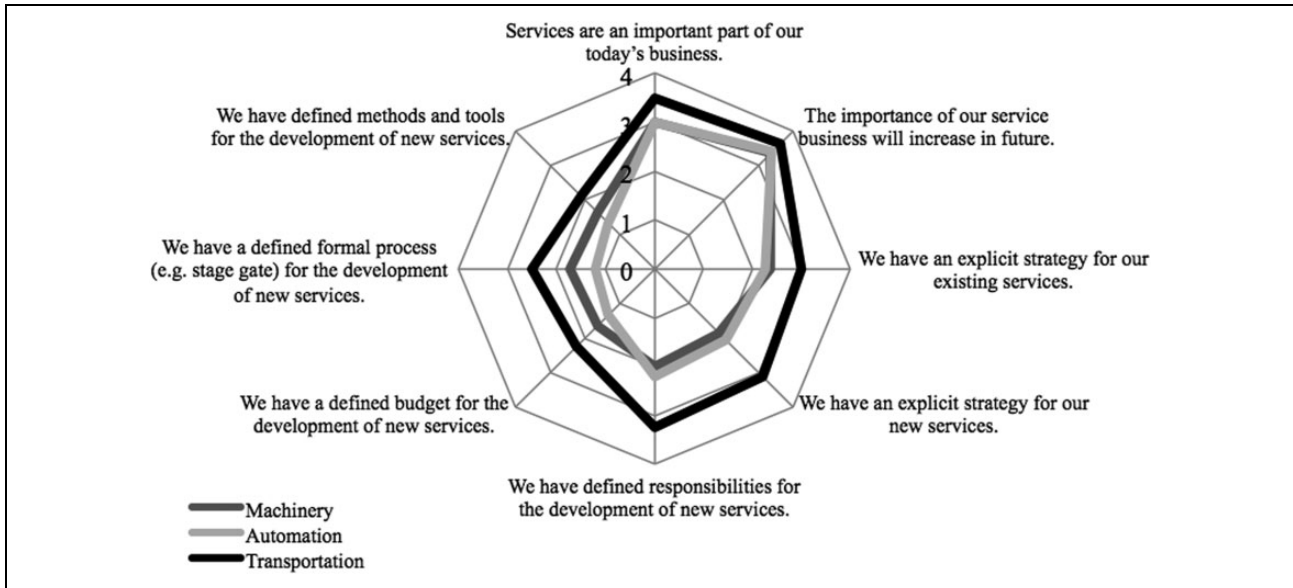 Services are an important part of our
today’s business.
4
3
2
1
0
The importance of our service
business will increase in future.
We have an explicit strategy for our
existing services.
We have an explicit strategy for our
new services.
We have defined responsibilities for
the development of new services.
We have a defined budget for the
development of new services.
We have a defined formal process
(e.g. stage gate) for the development
of new services.
We have defined methods and tools
for the development of new services.
Machinery
Automation
Transportation